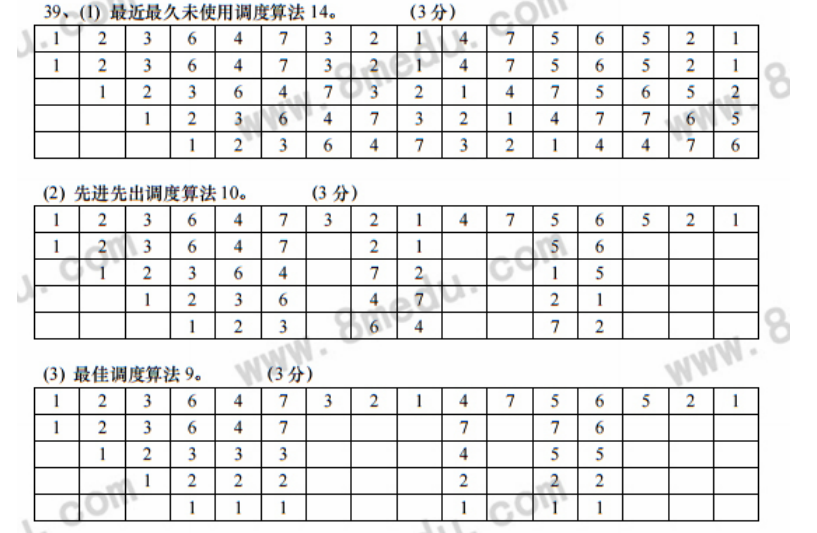 39、(1) 最近最久未使用调度算法 14。 (3 分)
1 2 3 6 4 7 3 2 1 4 7 5 6 5 2 1
1 2 3 6 4 7 3 2 1 4 7 5 6 5 2 1
1 2 3 6 4 7 3 2 1 4 7 5 6 5 2
1 2 3 6 4 7 3 2 1 4 7 7 6 5
1 2 3 6 4 7 3 2 1 4 4 7 6
(2) 先进先出调度算法 10。 (3 分)
1 2 3 6 4 7 3 2 1 4 7 5 6 5 2 1
1 2 3 6 4 7 2 1 5 6
1 2 3 6 4 7 2 1 5
1 2 3 6 4 7 2 1
1 2 3 6 4 7 2
(3) 最佳调度算法 9。 (3 分)
1 2 3 6 4 7 3 2 1 4 7 5 6 5 2 1
1 2 3 6 4 7 7 7 6
1 2 3 3 3 4 5 5
1 2 2 2 2 2 2
1 1 1 1 1 1
www.8medu.com